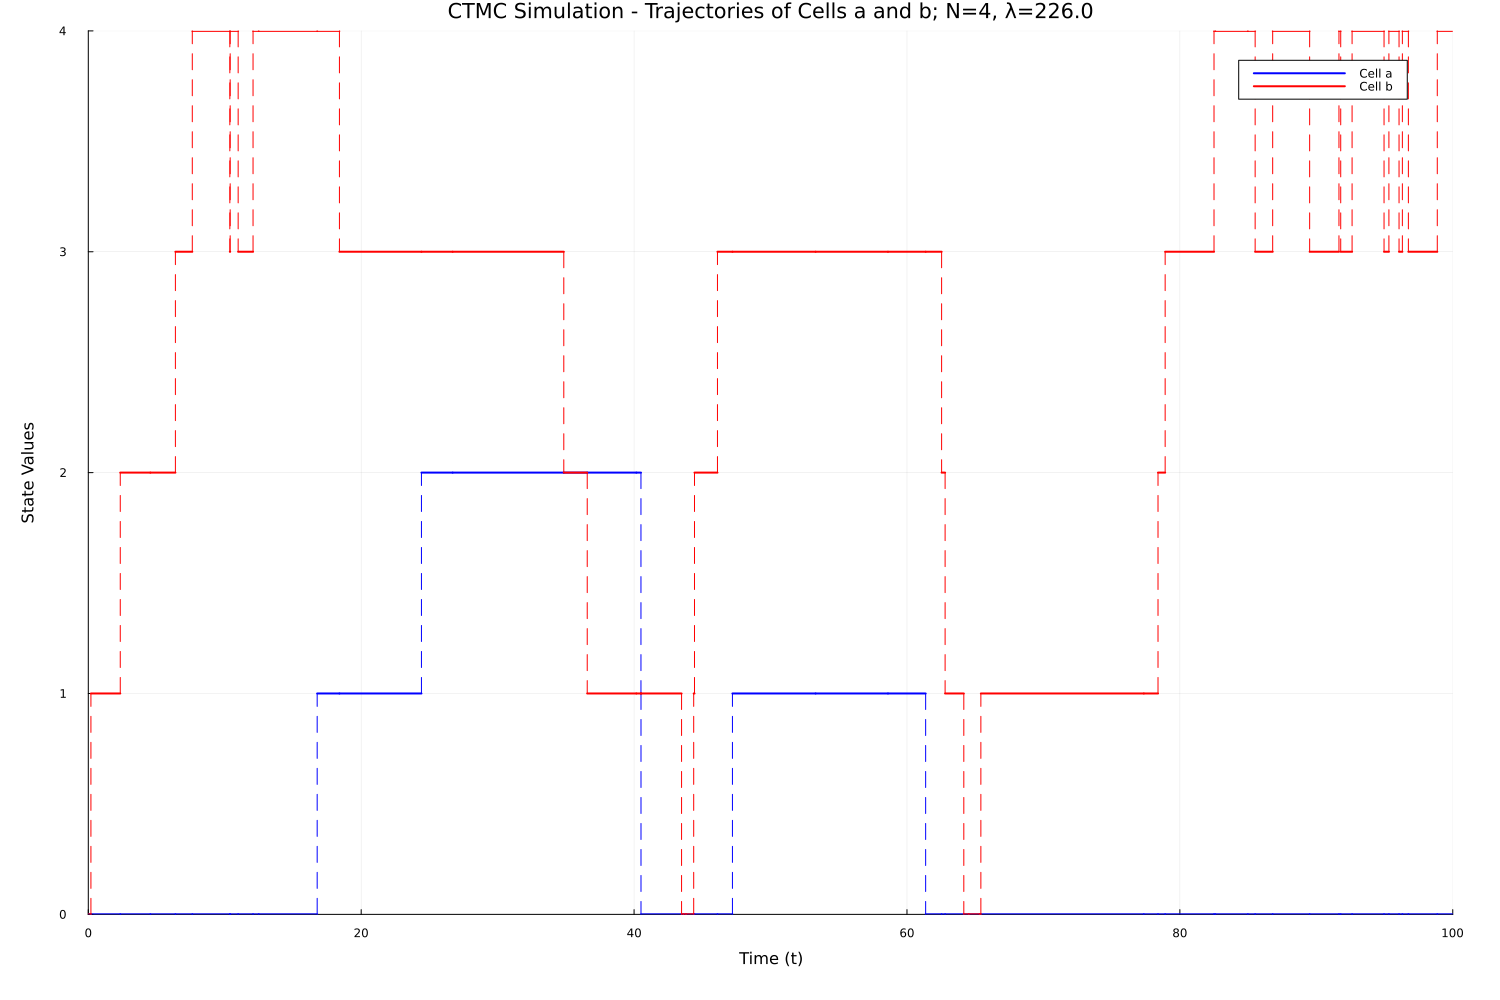 CTMC Simulation - Trajectories of Cells a and b; N=4, λ=226.0
4
Cell a
Cell b
3
State Values
2
1
0
0 20 40 60 80 100
Time (t)